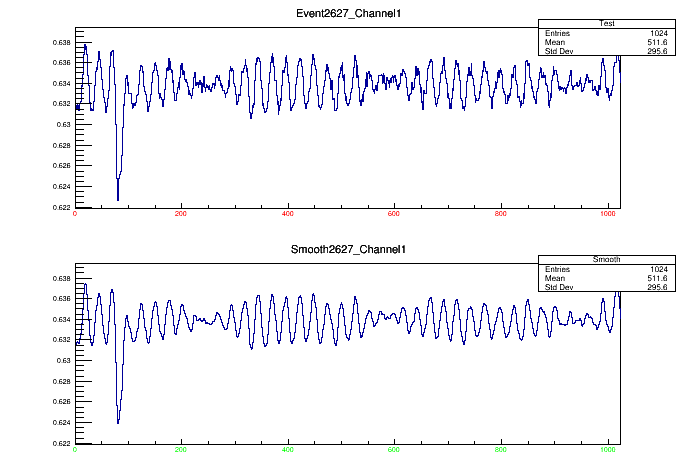 Event2627_Channel1
Test
Entries 1024
Mean 511.6
Std Dev 295.6
0.638
0.636
0.634
0.632
0.63
0.628
0.626
0.624
0.622
0 200 400 600 800 1000
Smooth2627_Channel1
Smooth
Entries 1024
Mean 511.6
Std Dev 295.6
0.638
0.636
0.634
0.632
0.63
0.628
0.626
0.624
0.622
0 200 400 600 800 1000